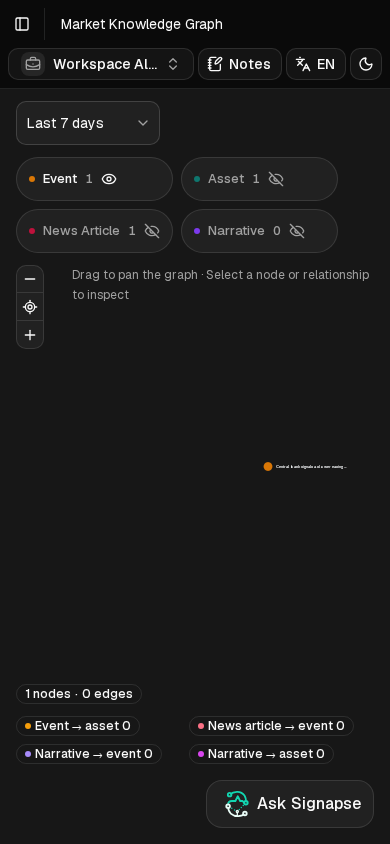 Market Knowledge Graph
Workspace Al...
Notes
EN
Last 7 days
Event 1
Asset 1
News Article 1
Narrative 0
Drag to pan the graph · Select a node or relationship
to inspect
1 nodes · 0 edges
Event → asset 0
News article → event 0
Narrative → event 0
Narrative → asset 0
Ask Signapse